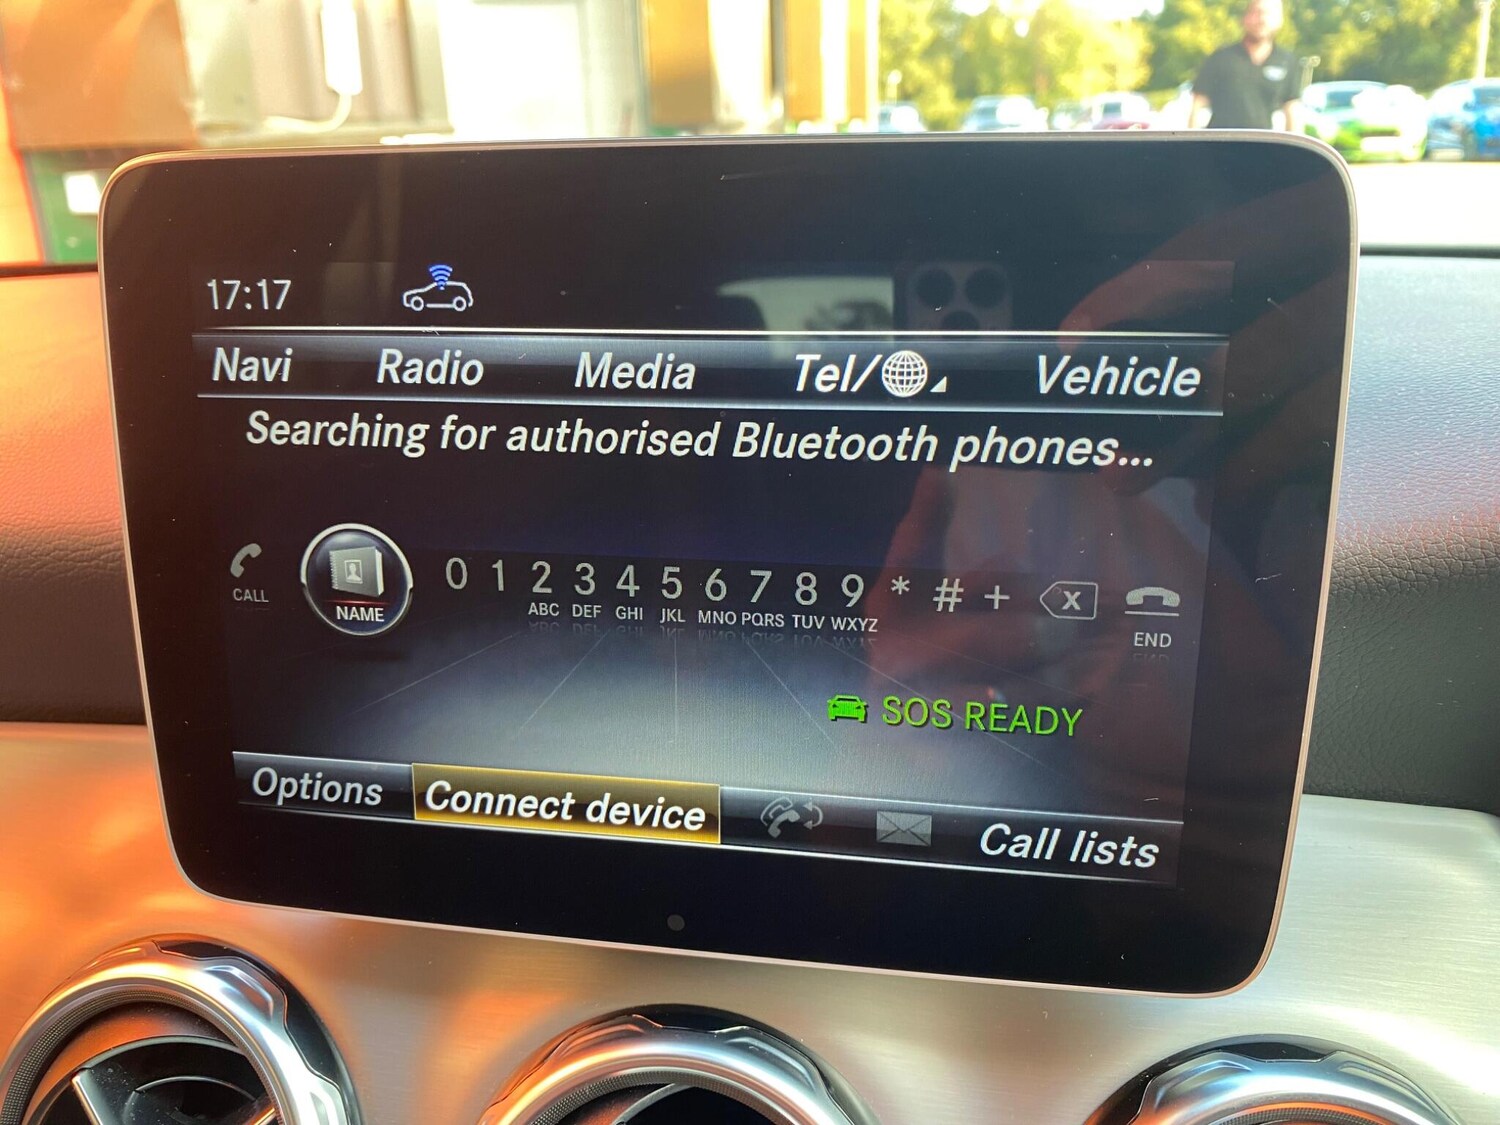 17:17
Navi Radio Media Tel/ Vehicle
Searching for authorised Bluetooth phones...
CALL NAME 0 1 2 3 4 5 6 7 8 9 * # + X END
ABC DEF GHI JKL MNO PQRS TUV WXYZ
SOS READY
Options Connect device Call lists